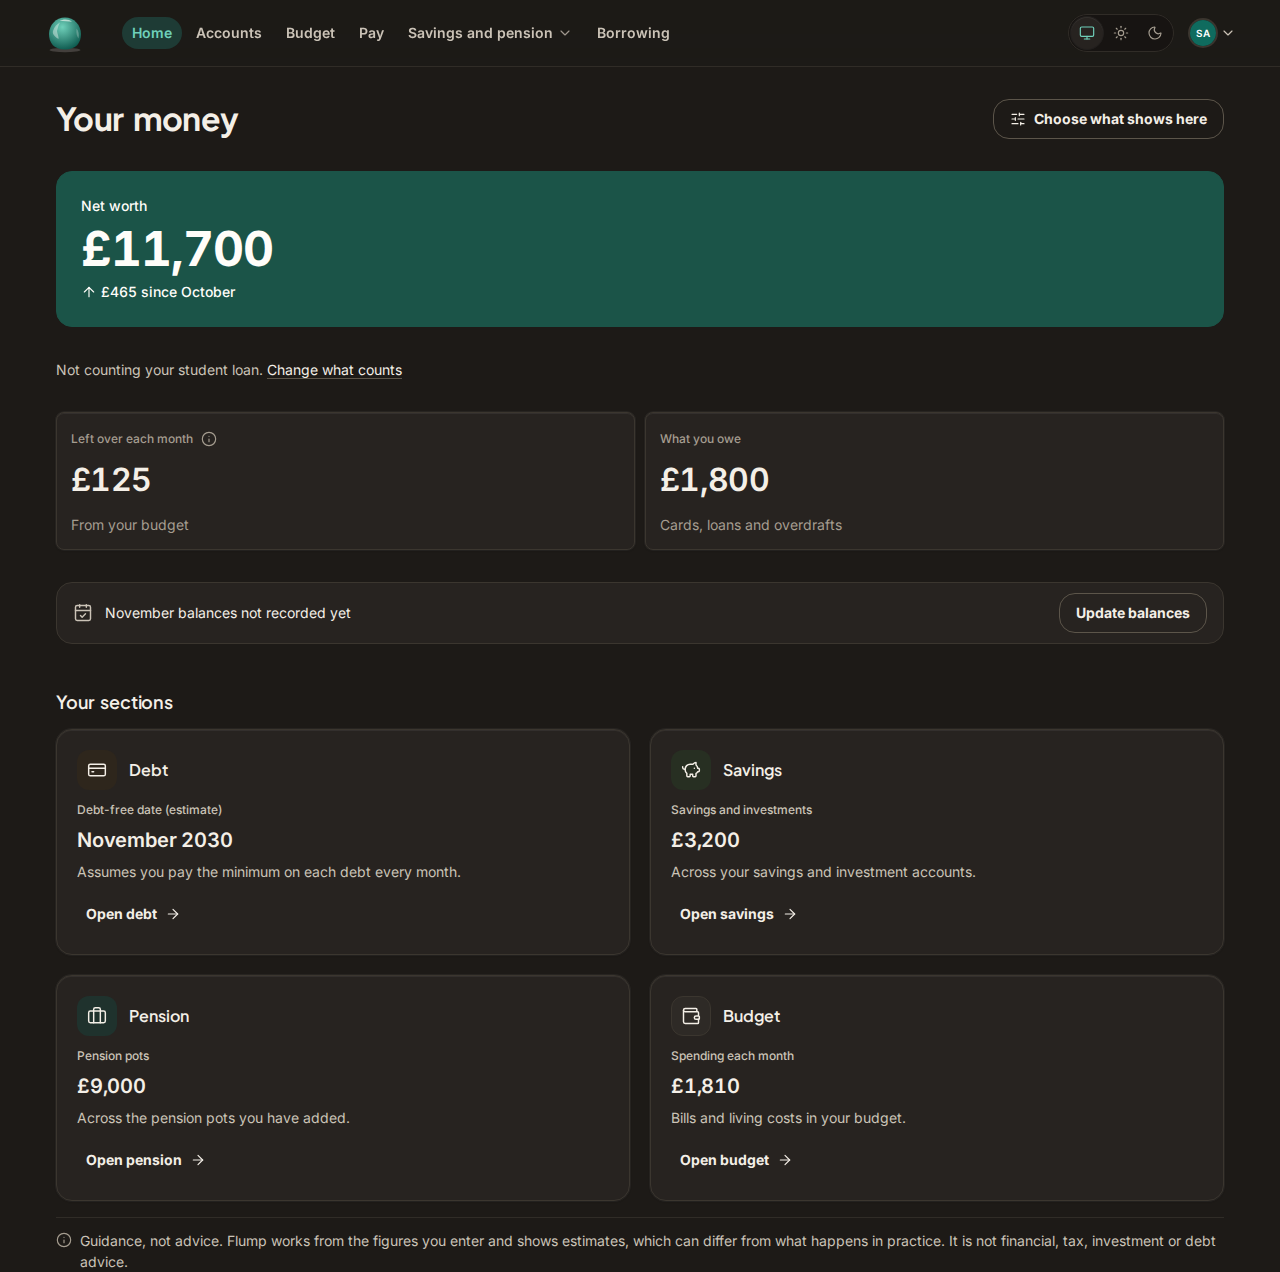 Home Accounts Budget Pay Savings and pension Borrowing SA
Your money
Choose what shows here
Net worth
£11,700
↑ £465 since October
Not counting your student loan. Change what counts
Left over each month
£125
From your budget
What you owe
£1,800
Cards, loans and overdrafts
November balances not recorded yet
Update balances
Your sections
Debt
Debt-free date (estimate)
November 2030
Assumes you pay the minimum on each debt every month.
Open debt →
Savings
Savings and investments
£3,200
Across your savings and investment accounts.
Open savings →
Pension
Pension pots
£9,000
Across the pension pots you have added.
Open pension →
Budget
Spending each month
£1,810
Bills and living costs in your budget.
Open budget →
Guidance, not advice. Flump works from the figures you enter and shows estimates, which can differ from what happens in practice. It is not financial, tax, investment or debt
advice.